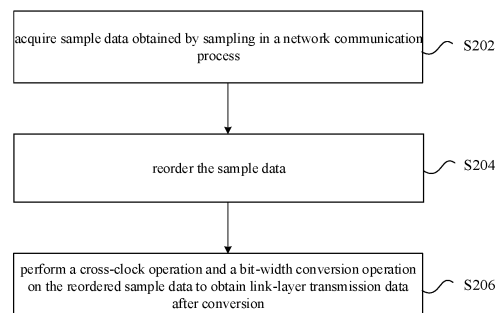 acquire sample data obtained by sampling in a network communication
process
S202
reorder the sample data
S204
perform a cross-clock operation and a bit-width conversion operation
on the reordered sample data to obtain link-layer transmission data
after conversion
S206